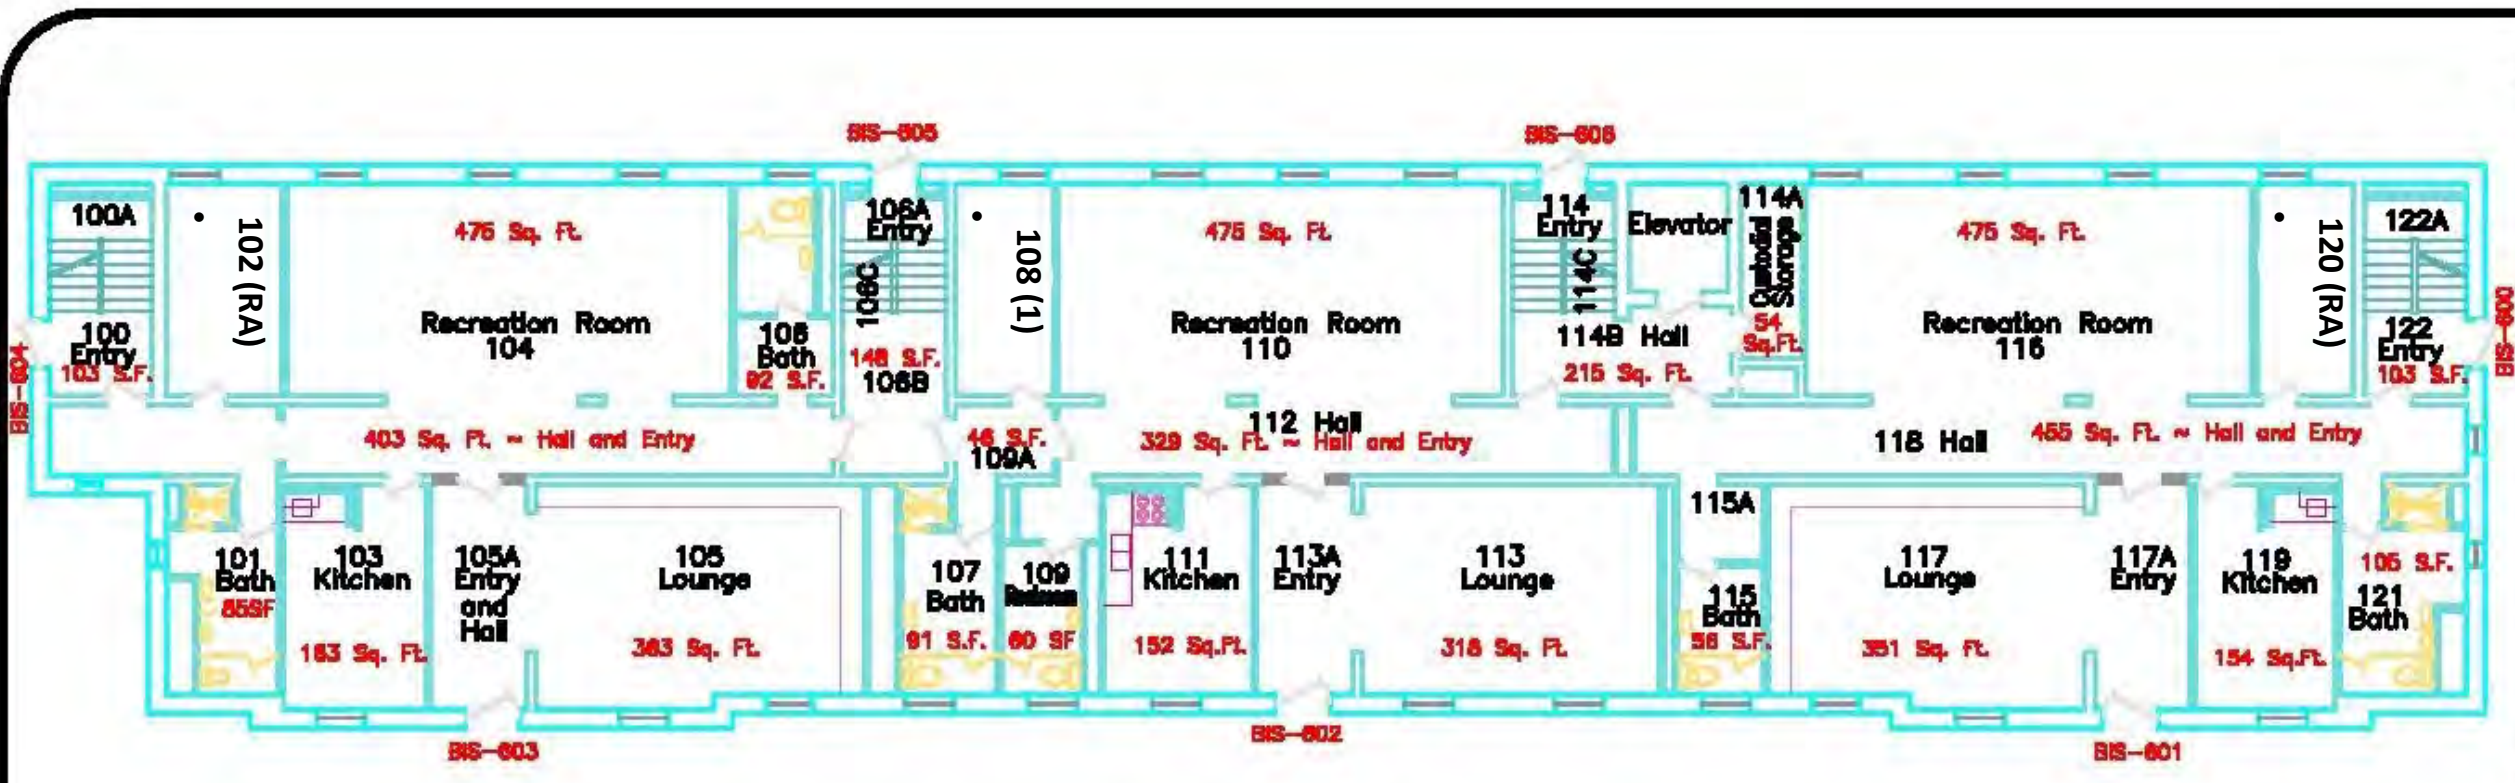 BIS-605
BIS-606
100A
102 (RA)
475 Sq. Ft.
106A
Entry
108 (1)
475 Sq. Ft.
114
Entry
Elevator
114A
Custodial
Storage
475 Sq. Ft.
120 (RA)
122A
106C
114C
100
Entry
103 S.F.
Recreation Room
104
106
Bath
92 S.F.
148 S.F.
106B
Recreation Room
110
114B Hall
215 Sq. Ft.
54
Sq.Ft.
Recreation Room
116
122
Entry
103 S.F.
BIS-604
403 Sq. Ft. ~ Hall and Entry
46 S.F.
109A
112 Hall
329 Sq. Ft. ~ Hall and Entry
118 Hall
455 Sq. Ft. ~ Hall and Entry
101
Bath
85SF
103
Kitchen
163 Sq. Ft.
105A
Entry
and
Hall
105
Lounge
363 Sq. Ft.
107
Bath
91 S.F.
109
60 SF
111
Kitchen
152 Sq.Ft.
113A
Entry
113
Lounge
318 Sq. Ft.
115A
115
Bath
56 S.F.
117
Lounge
351 Sq. Ft.
117A
Entry
119
Kitchen
154 Sq.Ft.
105 S.F.
121
Bath
BIS-603
BIS-602
BIS-601